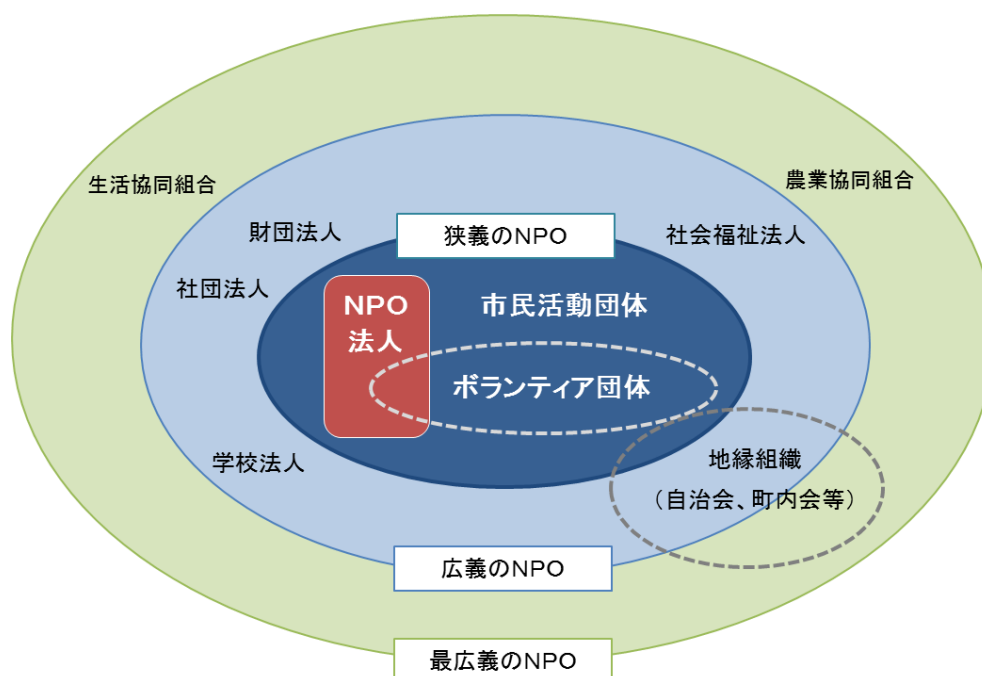 生活協同組合
農業協同組合
財団法人
狭義のNPO
社会福祉法人
社団法人
NPO
法人
市民活動団体
ボランティア団体
学校法人
地縁組織
（自治会、町内会等）
広義のNPO
最広義のNPO